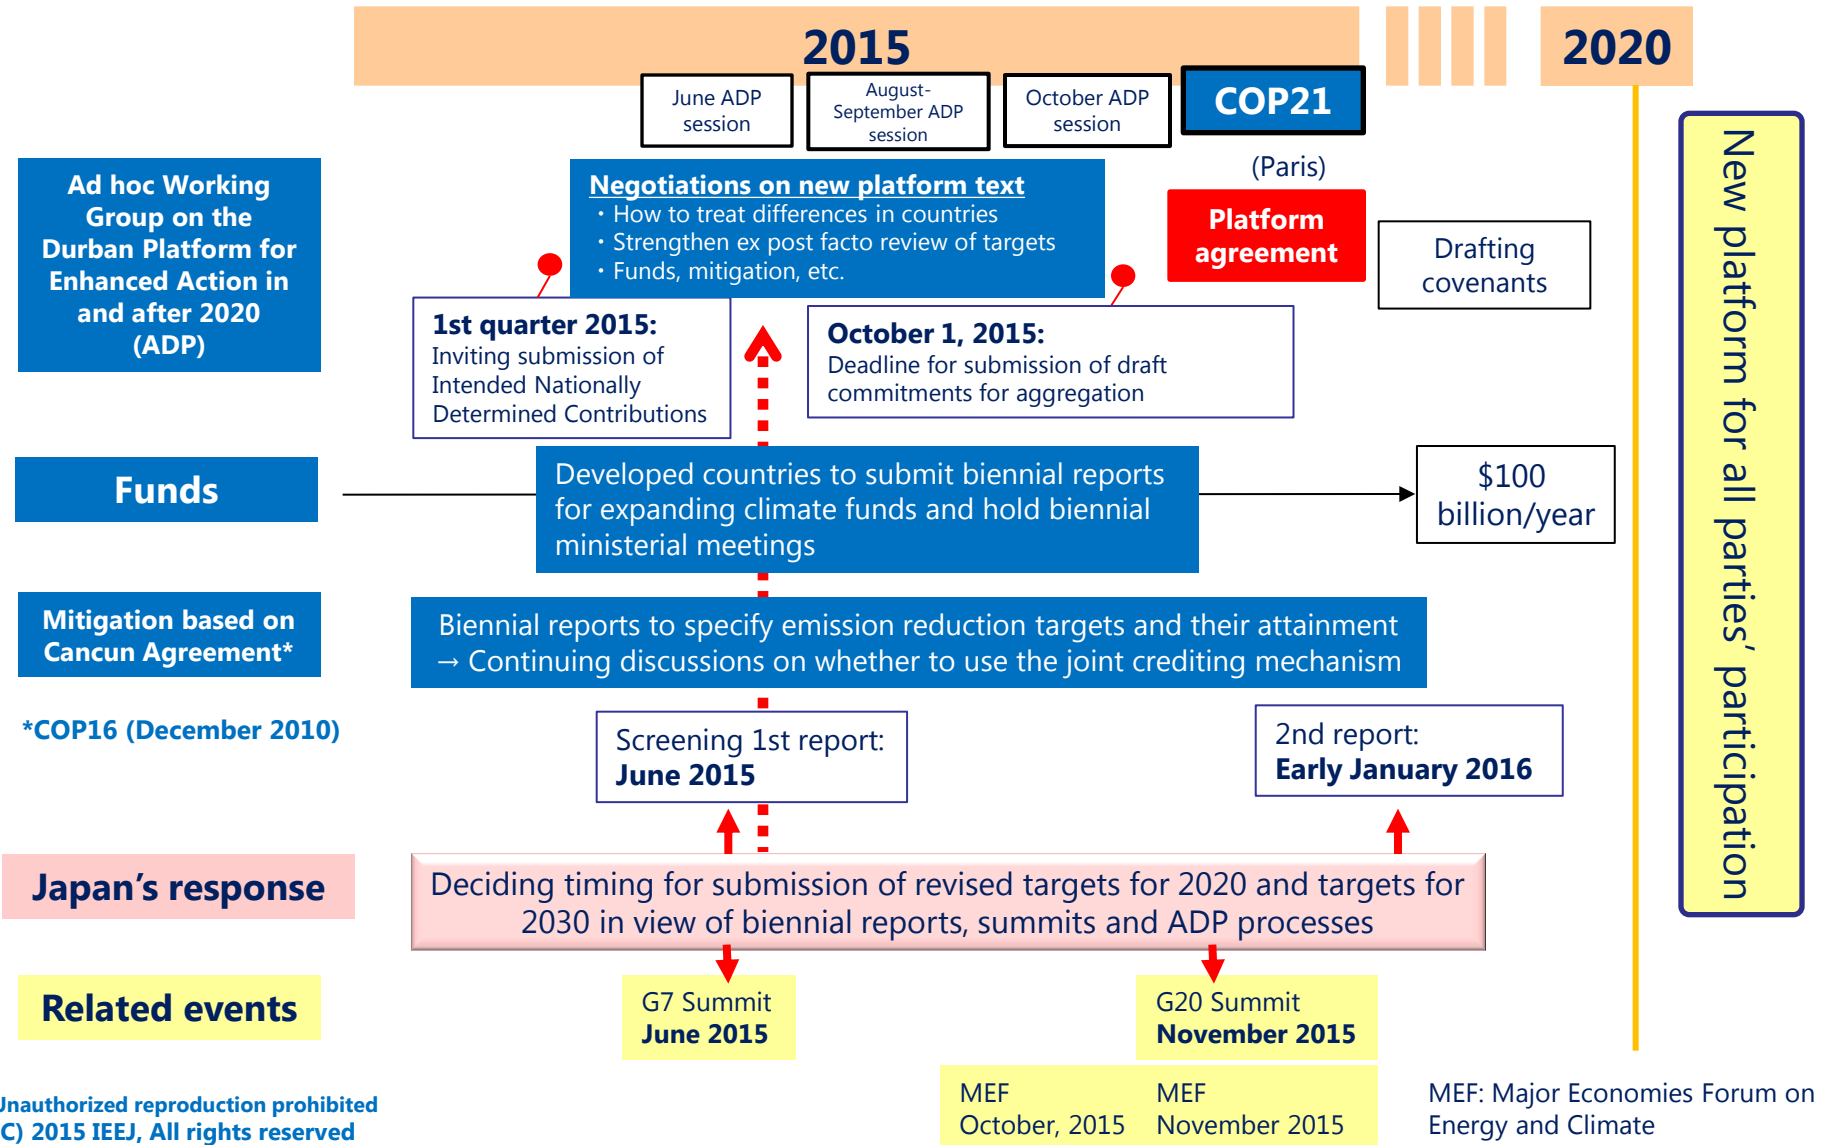 2015
2020
June ADP
session
August-
September ADP
session
October ADP
session
COP21
(Paris)
Ad hoc Working
Group on the
Durban Platform for
Enhanced Action in
and after 2020
(ADP)
Negotiations on new platform text
・How to treat differences in countries
・Strengthen ex post facto review of targets
・Funds, mitigation, etc.
Platform
agreement
Drafting
covenants
1st quarter 2015:
Inviting submission of
Intended Nationally
Determined Contributions
October 1, 2015:
Deadline for submission of draft
commitments for aggregation
New platform for all parties’ participation
Funds
Developed countries to submit biennial reports
for expanding climate funds and hold biennial
ministerial meetings
$100
billion/year
Mitigation based on
Cancun Agreement*
Biennial reports to specify emission reduction targets and their attainment
→ Continuing discussions on whether to use the joint crediting mechanism
*COP16 (December 2010)
Screening 1st report:
June 2015
2nd report:
Early January 2016
Japan’s response
Deciding timing for submission of revised targets for 2020 and targets for
2030 in view of biennial reports, summits and ADP processes
Related events
G7 Summit
June 2015
G20 Summit
November 2015
MEF
October, 2015
MEF
November 2015
MEF: Major Economies Forum on
Energy and Climate
Unauthorized reproduction prohibited
C) 2015 IEEJ, All rights reserved